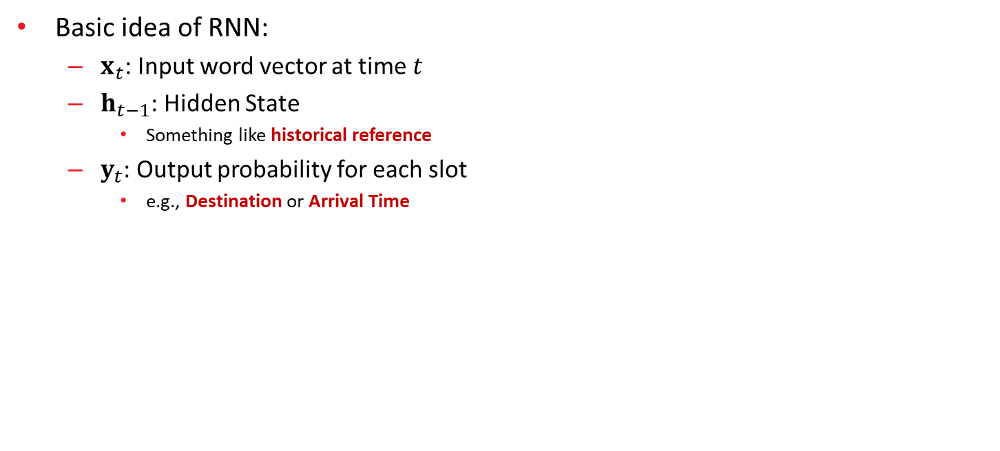 • Basic idea of RNN:
– 𝐱ₜ: Input word vector at time t
– 𝐡ₜ₋₁: Hidden State
• Something like historical reference
– 𝐲ₜ: Output probability for each slot
• e.g., Destination or Arrival Time